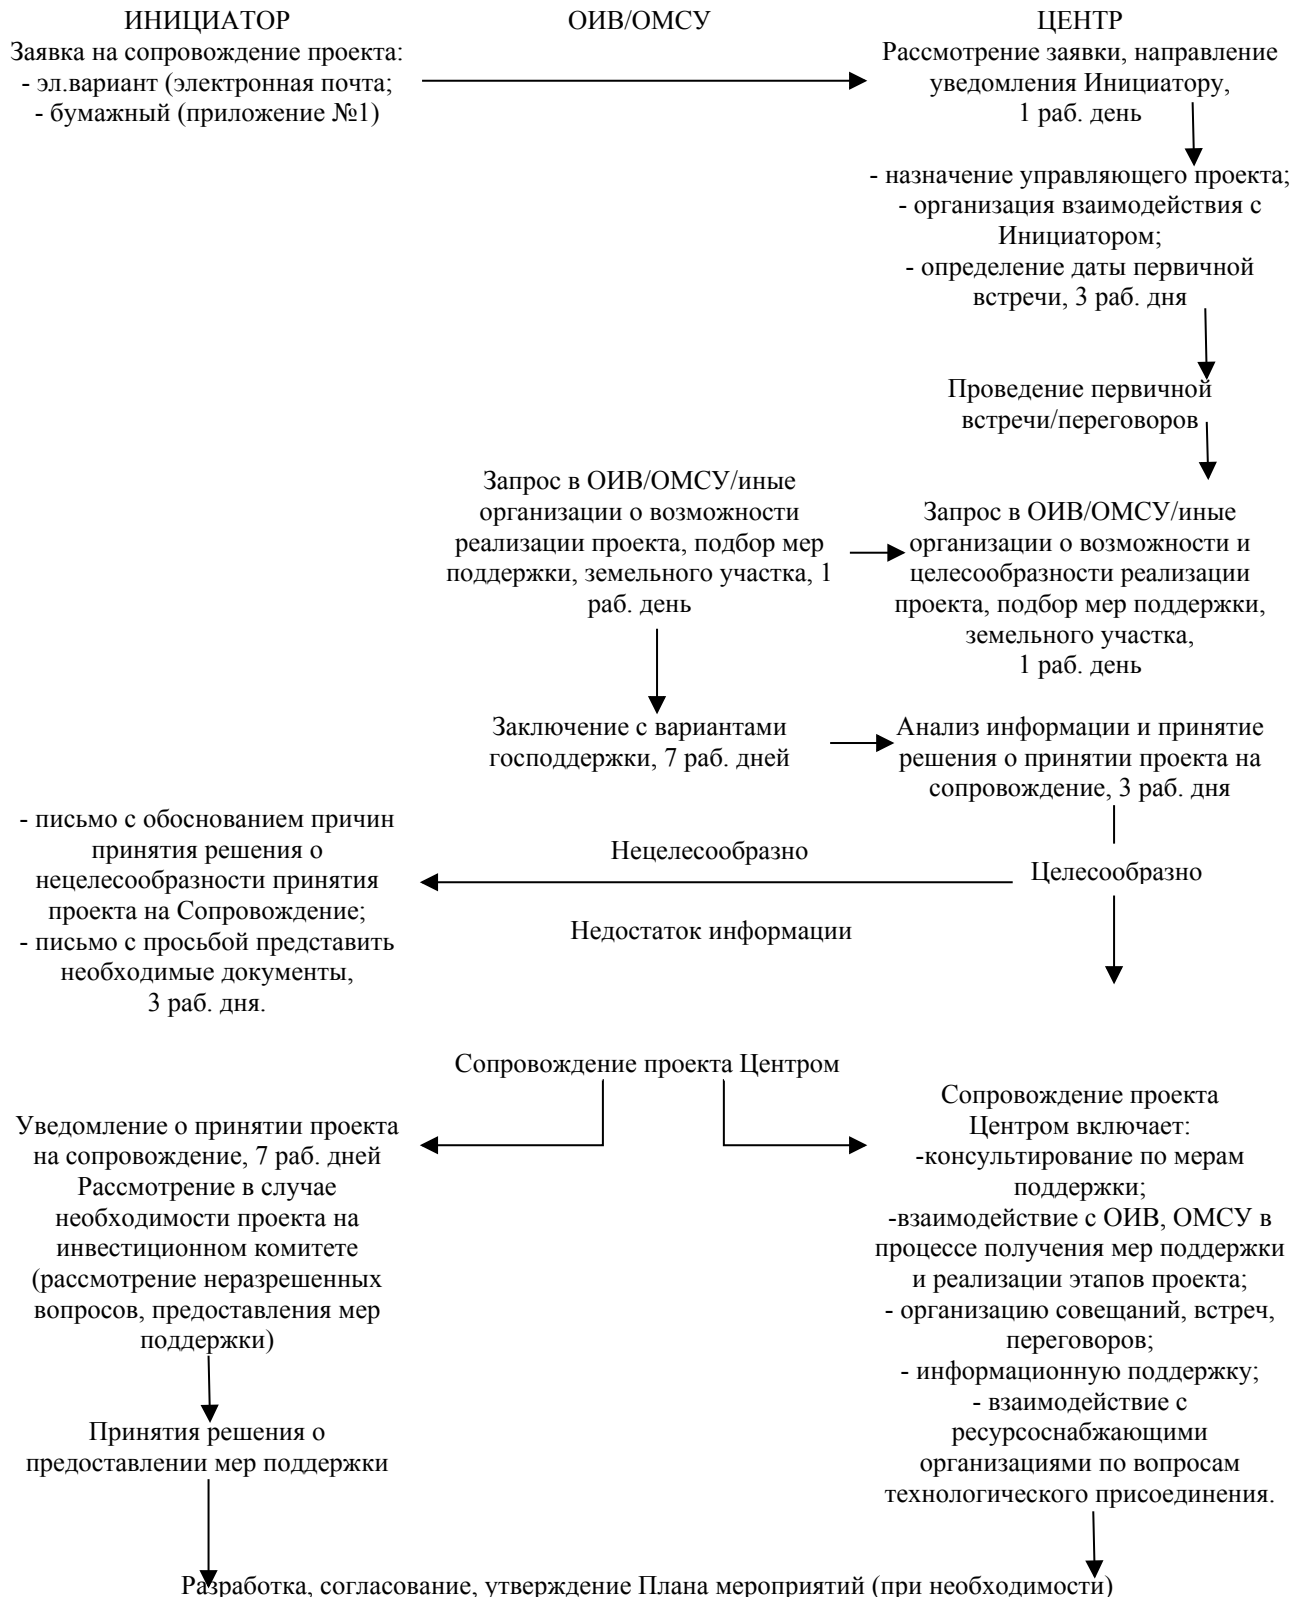 ИНИЦИАТОР
ОИВ/ОМСУ
ЦЕНТР
Заявка на сопровождение проекта:
- эл.вариант (электронная почта;
- бумажный (приложение №1)
Рассмотрение заявки, направление
уведомления Инициатору,
1 раб. день
- назначение управляющего проекта;
- организация взаимодействия с
Инициатором;
- определение даты первичной
встречи, 3 раб. дня
Проведение первичной
встречи/переговоров
Запрос в ОИВ/ОМСУ/иные
организации о возможности
реализации проекта, подбор мер
поддержки, земельного участка, 1
раб. день
Запрос в ОИВ/ОМСУ/иные
организации о возможности и
целесообразности реализации
проекта, подбор мер поддержки,
земельного участка,
1 раб. день
Заключение с вариантами
господдержки, 7 раб. дней
Анализ информации и принятие
решения о принятии проекта на
сопровождение, 3 раб. дня
- письмо с обоснованием причин
принятия решения о
нецелесообразности принятия
проекта на Сопровождение;
- письмо с просьбой представить
необходимые документы,
3 раб. дня.
Нецелесообразно
Целесообразно
Недостаток информации
Сопровождение проекта Центром
Уведомление о принятии проекта
на сопровождение, 7 раб. дней
Рассмотрение в случае
необходимости проекта на
инвестиционном комитете
(рассмотрение неразрешенных
вопросов, предоставления мер
поддержки)
Принятия решения о
предоставлении мер поддержки
Сопровождение проекта
Центром включает:
-консультирование по мерам
поддержки;
-взаимодействие с ОИВ, ОМСУ в
процессе получения мер поддержки
и реализации этапов проекта;
- организацию совещаний, встреч,
переговоров;
- информационную поддержку;
- взаимодействие с
ресурсоснабжающими
организациями по вопросам
технологического присоединения.
Разработка, согласование, утверждение Плана мероприятий (при необходимости)